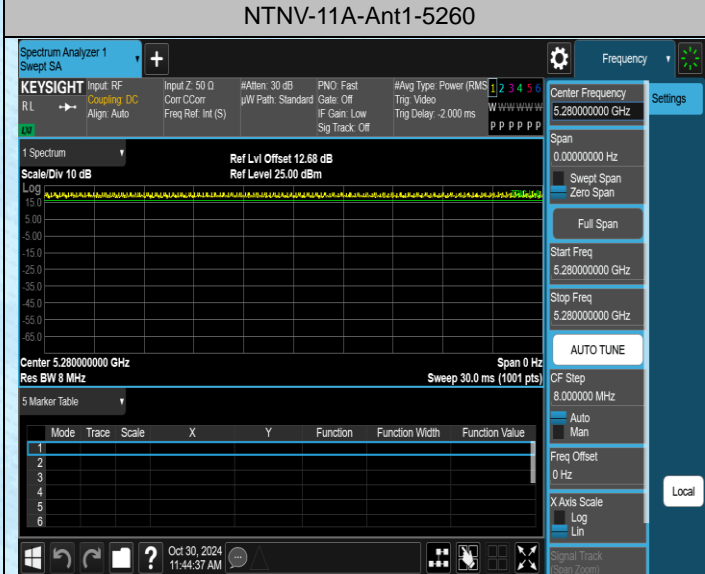 NTNV-11A-Ant1-5260
Spectrum Analyzer 1
Swept SA
Frequency
KEYSIGHT Input: RF Input Z: 50 Ω #Atten: 30 dB PNO: Fast #Avg Type: Power (RMS 1 2 3 4 5 6
RL Coupling: DC Corr CCorr µW Path: Standard Gate: Off Trig: Video
Align: Auto Freq Ref: Int (S) IF Gain: Low Trig Delay: -2.000 ms W W W W W W
Sig Track: Off P P P P P P
Center Frequency
5.280000000 GHz
Settings
1 Spectrum
Ref Lvl Offset 12.68 dB
Scale/Div 10 dB Ref Level 25.00 dBm
Log
15.0
5.00
-5.00
-15.0
-25.0
-35.0
-45.0
-55.0
-65.0
Center 5.280000000 GHz Span 0 Hz
Res BW 8 MHz Sweep 30.0 ms (1001 pts)
Span
0.00000000 Hz
Swept Span
Zero Span
Full Span
Start Freq
5.280000000 GHz
Stop Freq
5.280000000 GHz
AUTO TUNE
CF Step
8.000000 MHz
Auto
Man
Freq Offset
0 Hz
X Axis Scale
Log
Lin
Signal Track
(Span Zoom)
Local
5 Marker Table
Mode Trace Scale X Y Function Function Width Function Value
1
2
3
4
5
6
?
Oct 30, 2024
11:44:37 AM